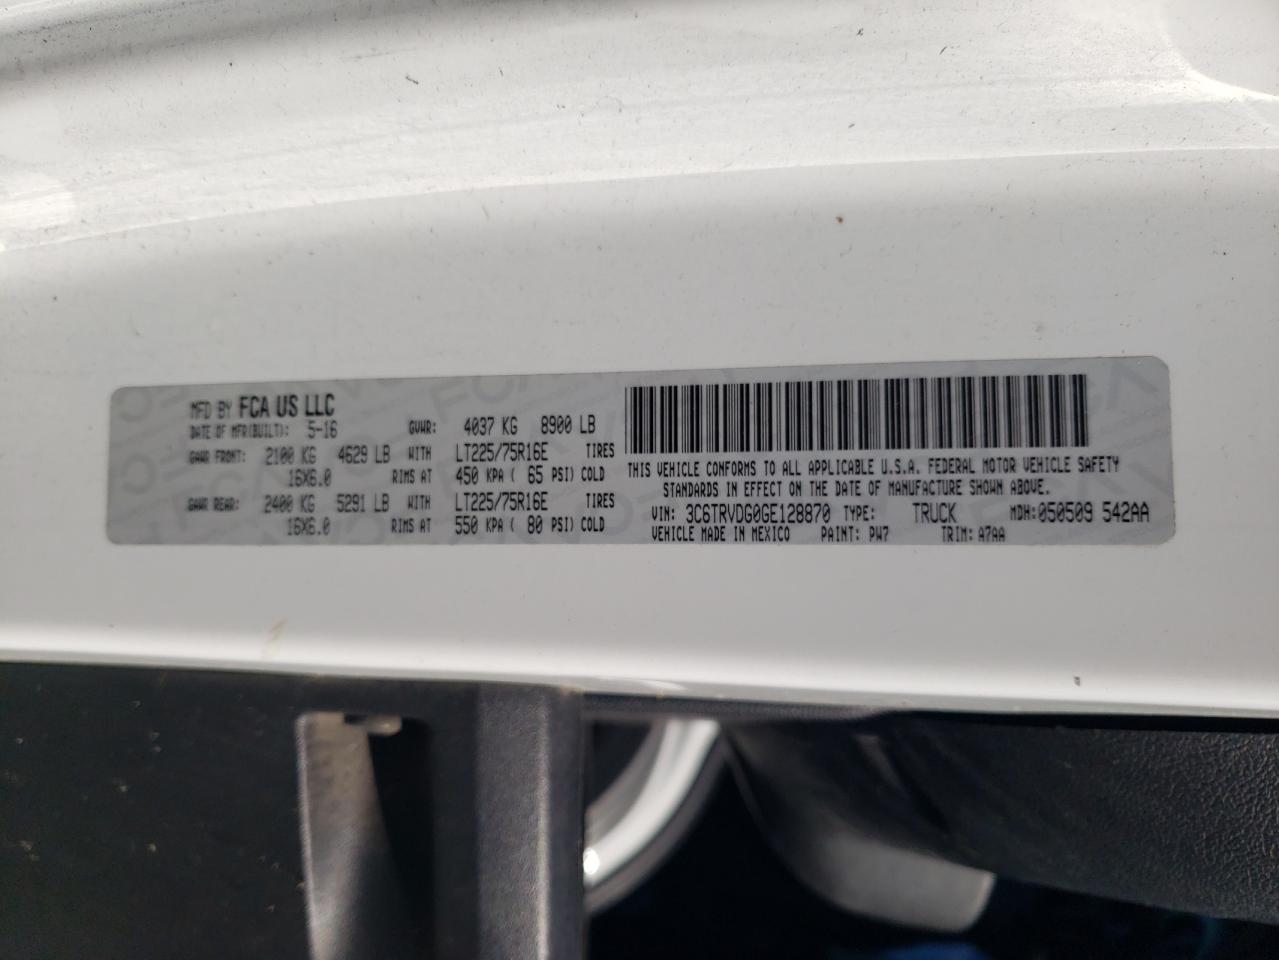 MFD BY FCA US LLC
DATE OF MFR(BUILT): 5-16 GVWR: 4037 KG 8900 LB
GAWR FRONT: 2100 KG 4629 LB WITH LT225/75R16E TIRES
16X6.0 RIMS AT 450 KPA ( 65 PSI) COLD
GAWR REAR: 2400 KG 5291 LB WITH LT225/75R16E TIRES
16X6.0 RIMS AT 550 KPA ( 80 PSI) COLD
THIS VEHICLE CONFORMS TO ALL APPLICABLE U.S.A. FEDERAL MOTOR VEHICLE SAFETY
STANDARDS IN EFFECT ON THE DATE OF MANUFACTURE SHOWN ABOVE.
VIN: 3C6TRVDG0GE128870 TYPE: TRUCK MDH:050509 542AA
VEHICLE MADE IN MEXICO PAINT: PW7 TRIM: A7AA